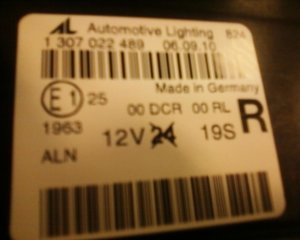 AL Automotive Lighting 824
1 307 022 489 06.09.10
Made in Germany
E1 25 00 DCR 00 RL R
1963 12V 24 19S
ALN